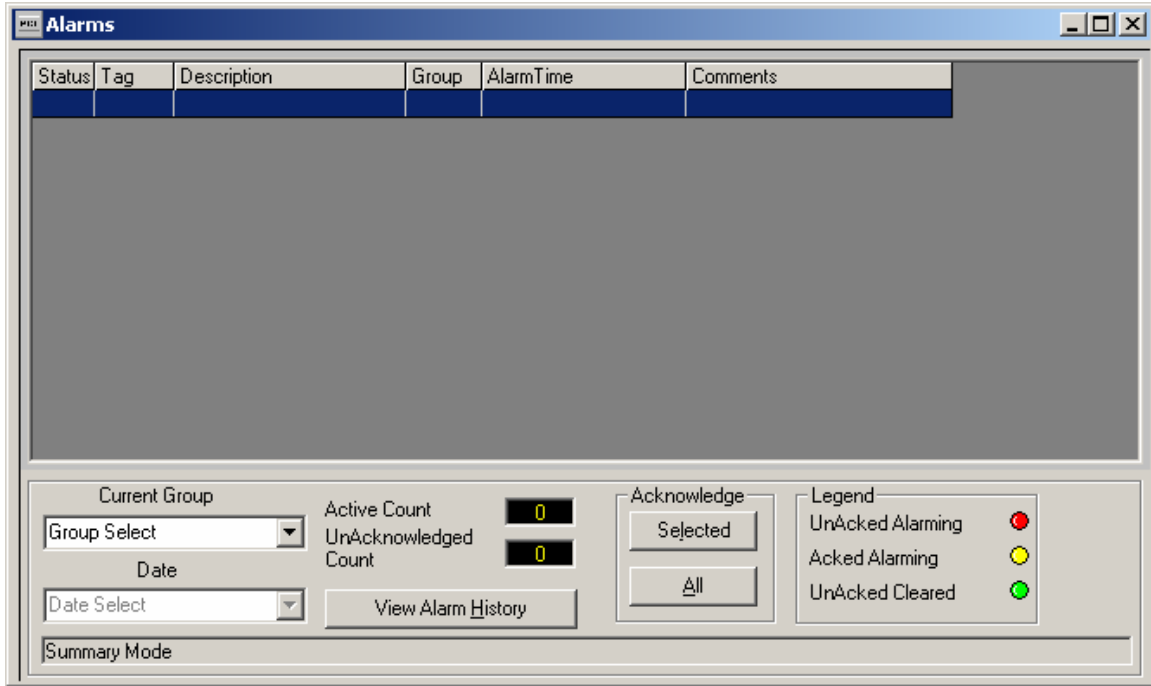 Alarms
Status Tag Description Group AlarmTime Comments
Current Group
Group Select
Date
Date Select
Active Count 0
UnAcknowledged
Count 0
View Alarm History
Acknowledge
Selected
All
Legend
UnAcked Alarming
Acked Alarming
UnAcked Cleared
Summary Mode